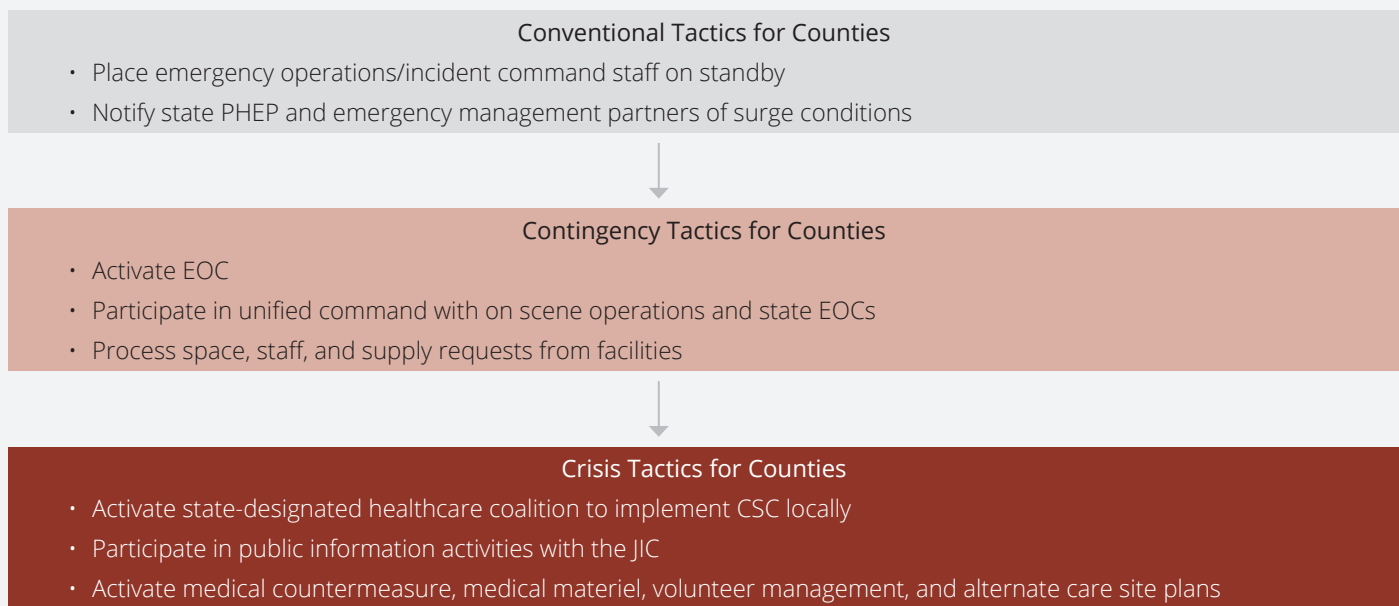 Conventional Tactics for Counties
• Place emergency operations/incident command staff on standby
• Notify state PHEP and emergency management partners of surge conditions
Contingency Tactics for Counties
• Activate EOC
• Participate in unified command with on scene operations and state EOCs
• Process space, staff, and supply requests from facilities
Crisis Tactics for Counties
• Activate state-designated healthcare coalition to implement CSC locally
• Participate in public information activities with the JIC
• Activate medical countermeasure, medical materiel, volunteer management, and alternate care site plans